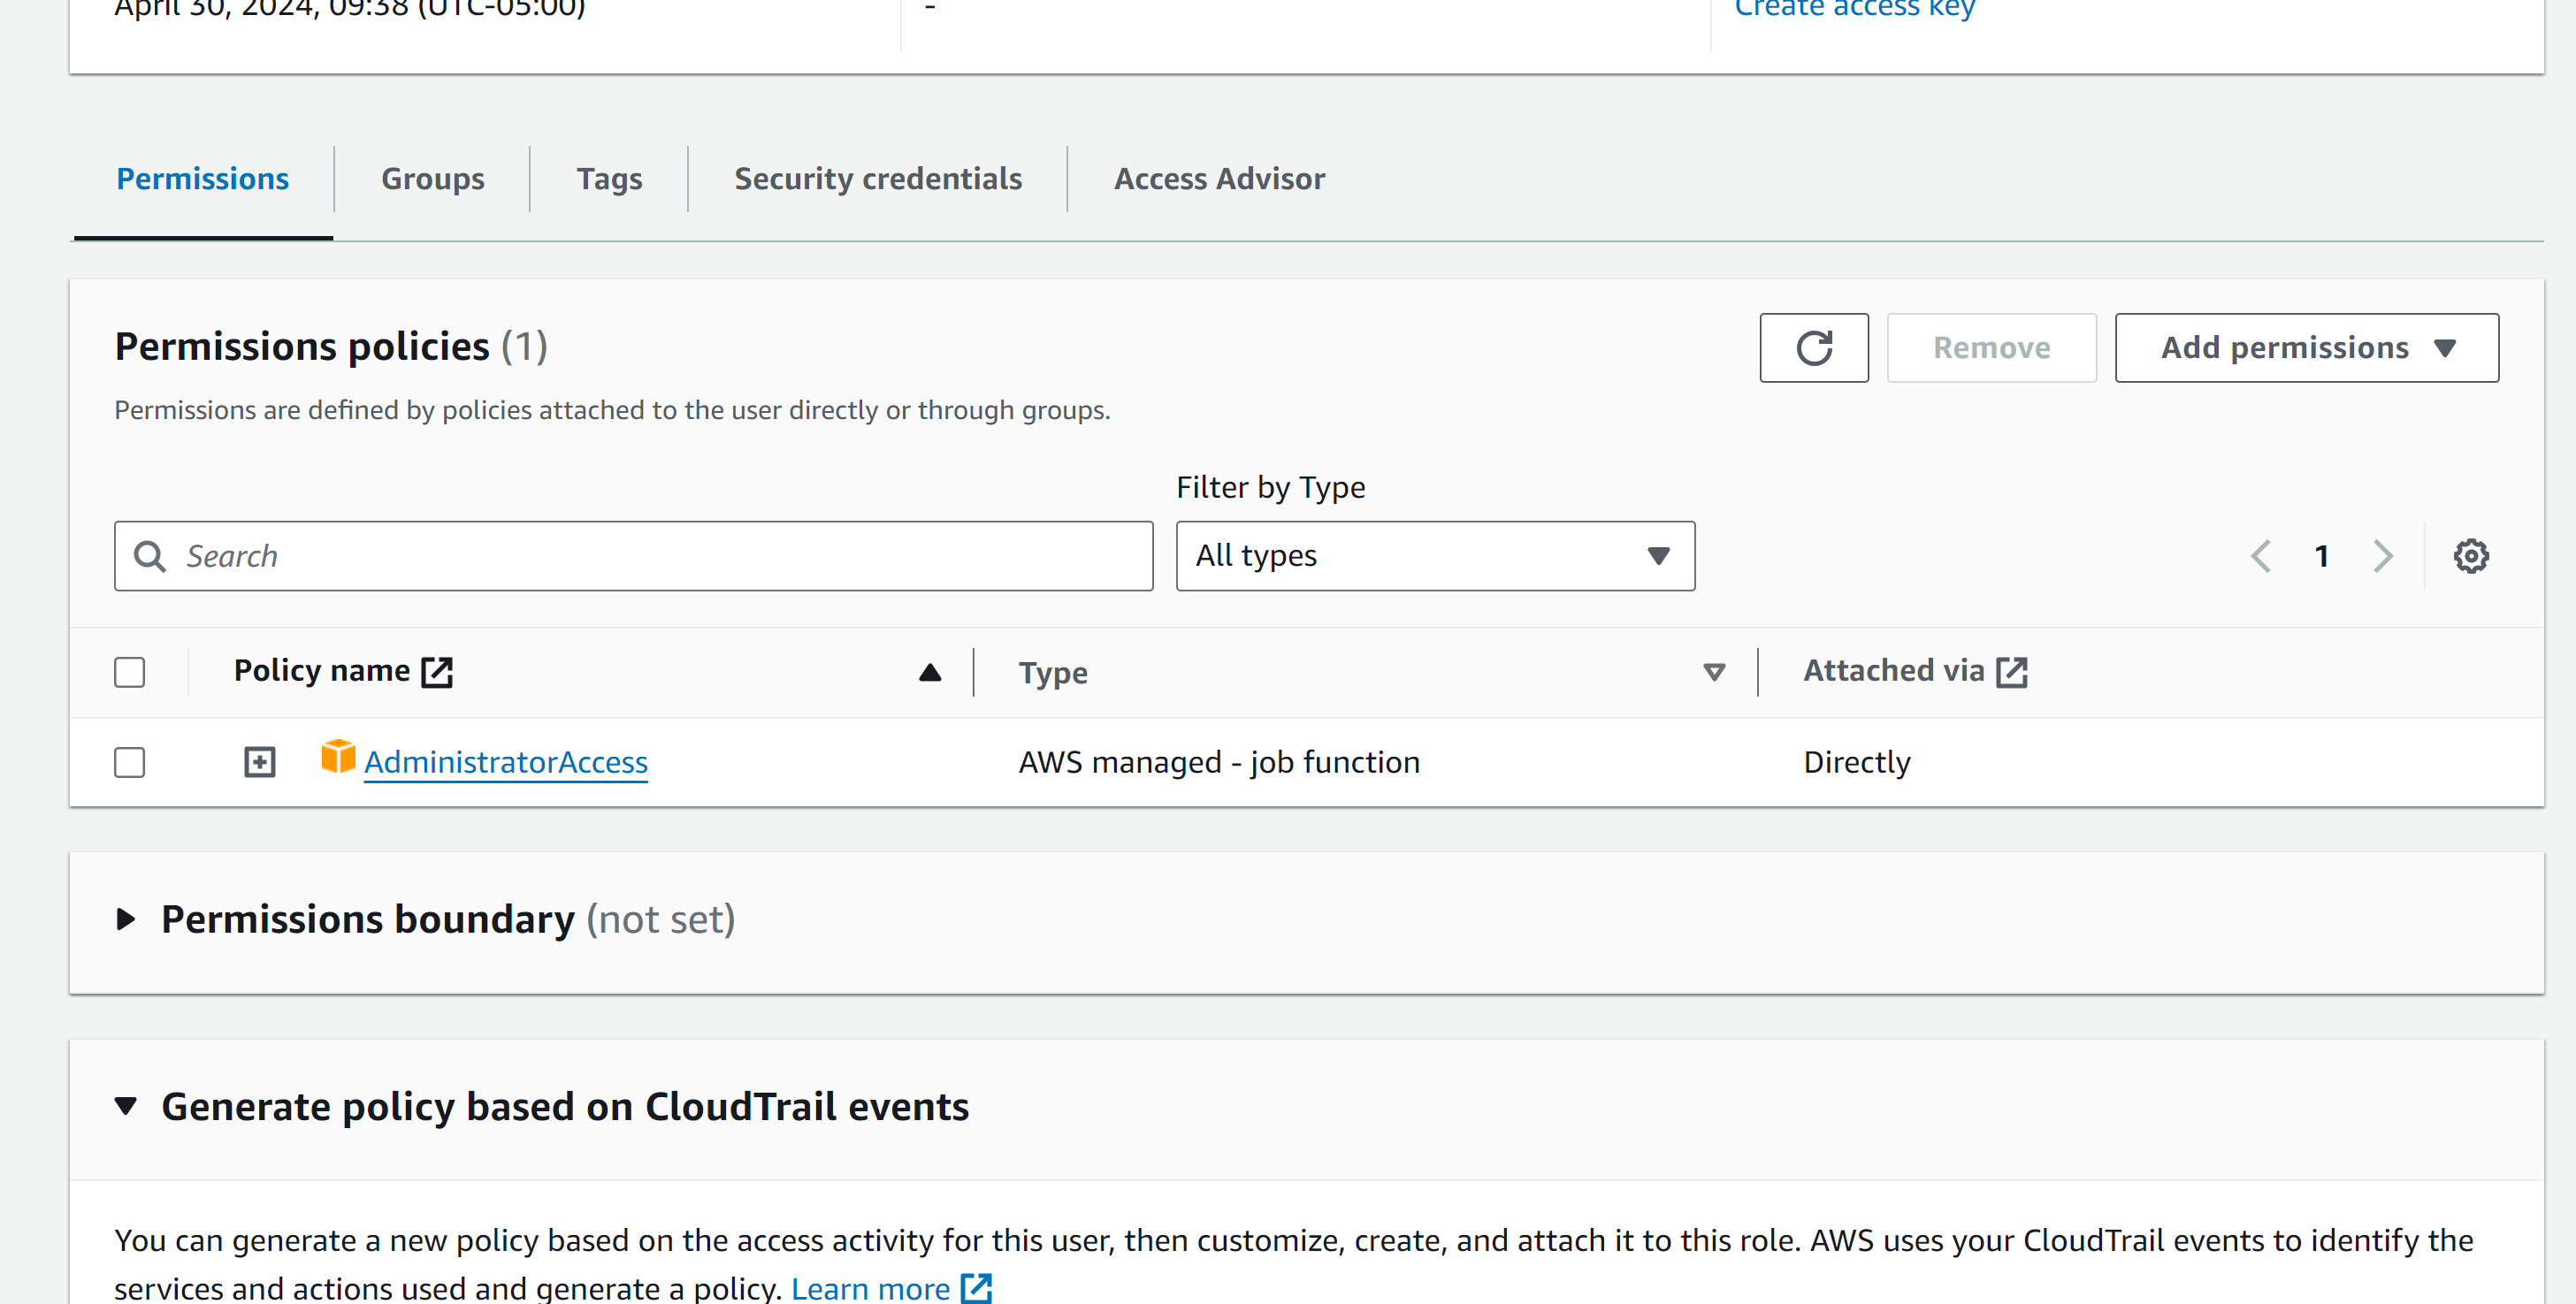 April 30, 2024, 09:38 (UTC-05:00)
-
Create access key
Permissions
Groups
Tags
Security credentials
Access Advisor
Permissions policies (1)
Remove
Add permissions
Permissions are defined by policies attached to the user directly or through groups.
Filter by Type
Search
All types
1
Policy name
Type
Attached via
AdministratorAccess
AWS managed - job function
Directly
Permissions boundary (not set)
Generate policy based on CloudTrail events
You can generate a new policy based on the access activity for this user, then customize, create, and attach it to this role. AWS uses your CloudTrail events to identify the
services and actions used and generate a policy. Learn more